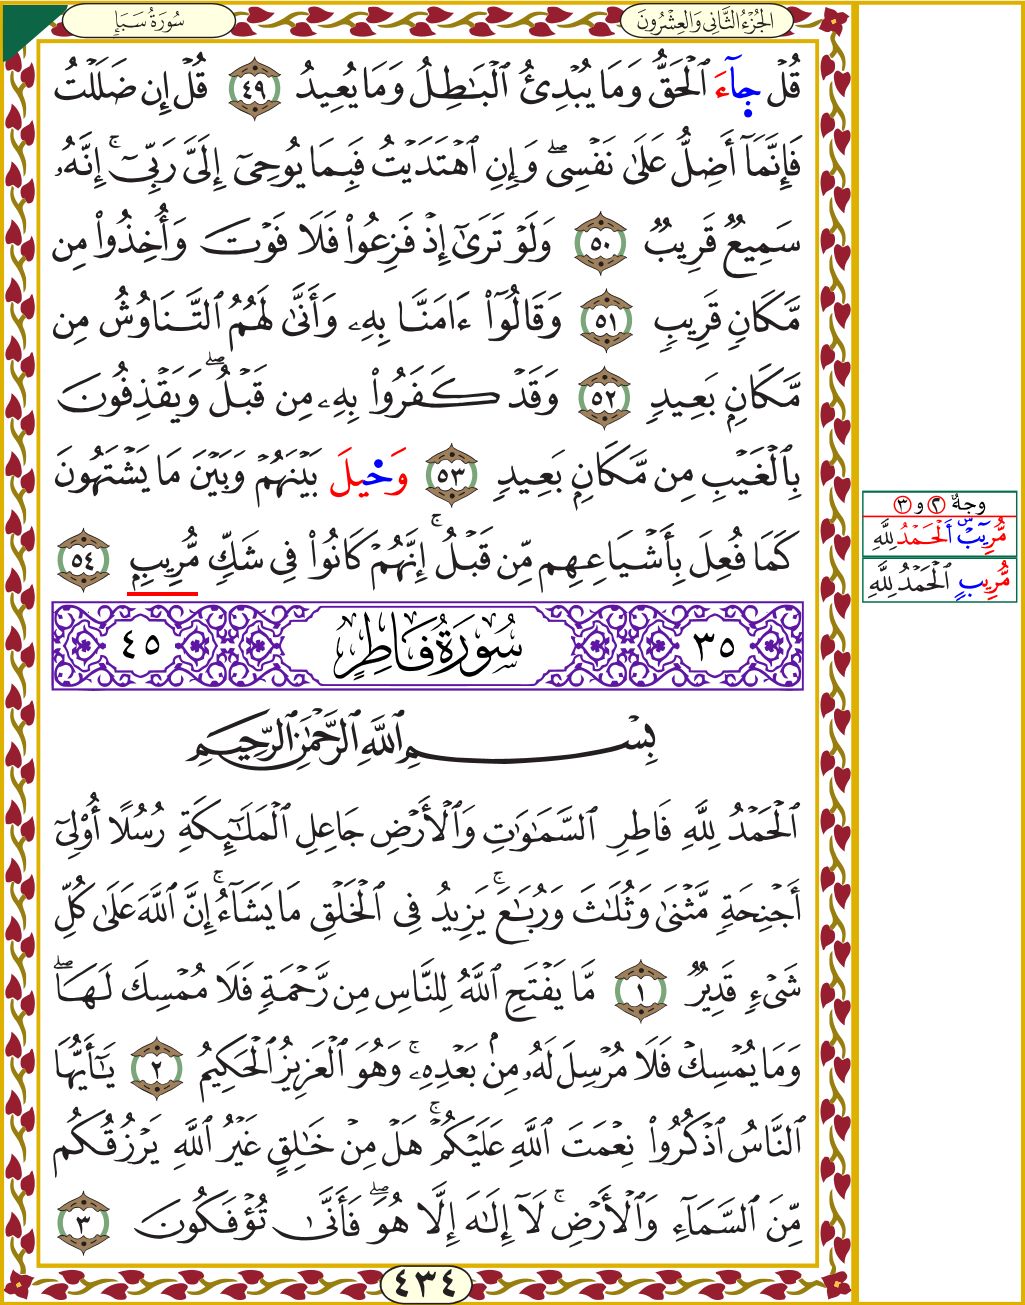 سُورَةُ سَبَإٍ
الجُزْءُ الثَّانِي وَالعِشْرُونَ
قُلۡ جَآءَ ٱلۡحَقُّ وَمَا يُبۡدِئُ ٱلۡبَٰطِلُ وَمَا يُعِيدُ ٤٩ قُلۡ إِن ضَلَلۡتُ
فَإِنَّمَآ أَضِلُّ عَلَىٰ نَفۡسِيۖ وَإِنِ ٱهۡتَدَيۡتُ فَبِمَا يُوحِيٓ إِلَيَّ رَبِّيٓۚ إِنَّهُۥ
سَمِيعٞ قَرِيبٞ ٥٠ وَلَوۡ تَرَىٰٓ إِذۡ فَزِعُواْ فَلَا فَوۡتَ وَأُخِذُواْ مِن
مَّكَانٖ قَرِيبٖ ٥١ وَقَالُوٓاْ ءَامَنَّا بِهِۦ وَأَنَّىٰ لَهُمُ ٱلتَّنَاوُشُ مِن
مَّكَانِۭ بَعِيدٖ ٥٢ وَقَدۡ كَفَرُواْ بِهِۦ مِن قَبۡلُۖ وَيَقۡذِفُونَ
بِٱلۡغَيۡبِ مِن مَّكَانِۭ بَعِيدٖ ٥٣ وَحِيلَ بَيۡنَهُمۡ وَبَيۡنَ مَا يَشۡتَهُونَ
كَمَا فُعِلَ بِأَشۡيَاعِهِم مِّن قَبۡلُۚ إِنَّهُمۡ كَانُواْ فِي شَكّٖ مُّرِيبِۭ ٥٤
٣٥ سُورَةُ فَاطِرٍ ٤٥
بِسۡمِ ٱللَّهِ ٱلرَّحۡمَٰنِ ٱلرَّحِيمِ
ٱلۡحَمۡدُ لِلَّهِ فَاطِرِ ٱلسَّمَٰوَٰتِ وَٱلۡأَرۡضِ جَاعِلِ ٱلۡمَلَٰٓئِكَةِ رُسُلًا أُوْلِيٓ
أَجۡنِحَةٖ مَّثۡنَىٰ وَثُلَٰثَ وَرُبَٰعَۚ يَزِيدُ فِي ٱلۡخَلۡقِ مَا يَشَآءُۚ إِنَّ ٱللَّهَ عَلَىٰ كُلِّ
شَيۡءٖ قَدِيرٞ ١ مَّا يَفۡتَحِ ٱللَّهُ لِلنَّاسِ مِن رَّحۡمَةٖ فَلَا مُمۡسِكَ لَهَاۖ
وَمَا يُمۡسِكۡ فَلَا مُرۡسِلَ لَهُۥ مِنۢ بَعۡدِهِۦۚ وَهُوَ ٱلۡعَزِيزُ ٱلۡحَكِيمُ ٢ يَٰٓأَيُّهَا
ٱلنَّاسُ ٱذۡكُرُواْ نِعۡمَتَ ٱللَّهِ عَلَيۡكُمۡۚ هَلۡ مِنۡ خَٰلِقٍ غَيۡرُ ٱللَّهِ يَرۡزُقُكُم
مِّنَ ٱلسَّمَآءِ وَٱلۡأَرۡضِۚ لَآ إِلَٰهَ إِلَّا هُوَۖ فَأَنَّىٰ تُؤۡفَكُونَ ٣
٤٣٤
وجهٌ ٢ و ٣
مُّرِيبٍۜ ٱَلۡحَمۡدُ لِلَّهِ
مُّرِيبٍ ٱلۡحَمۡدُ لِلَّهِ